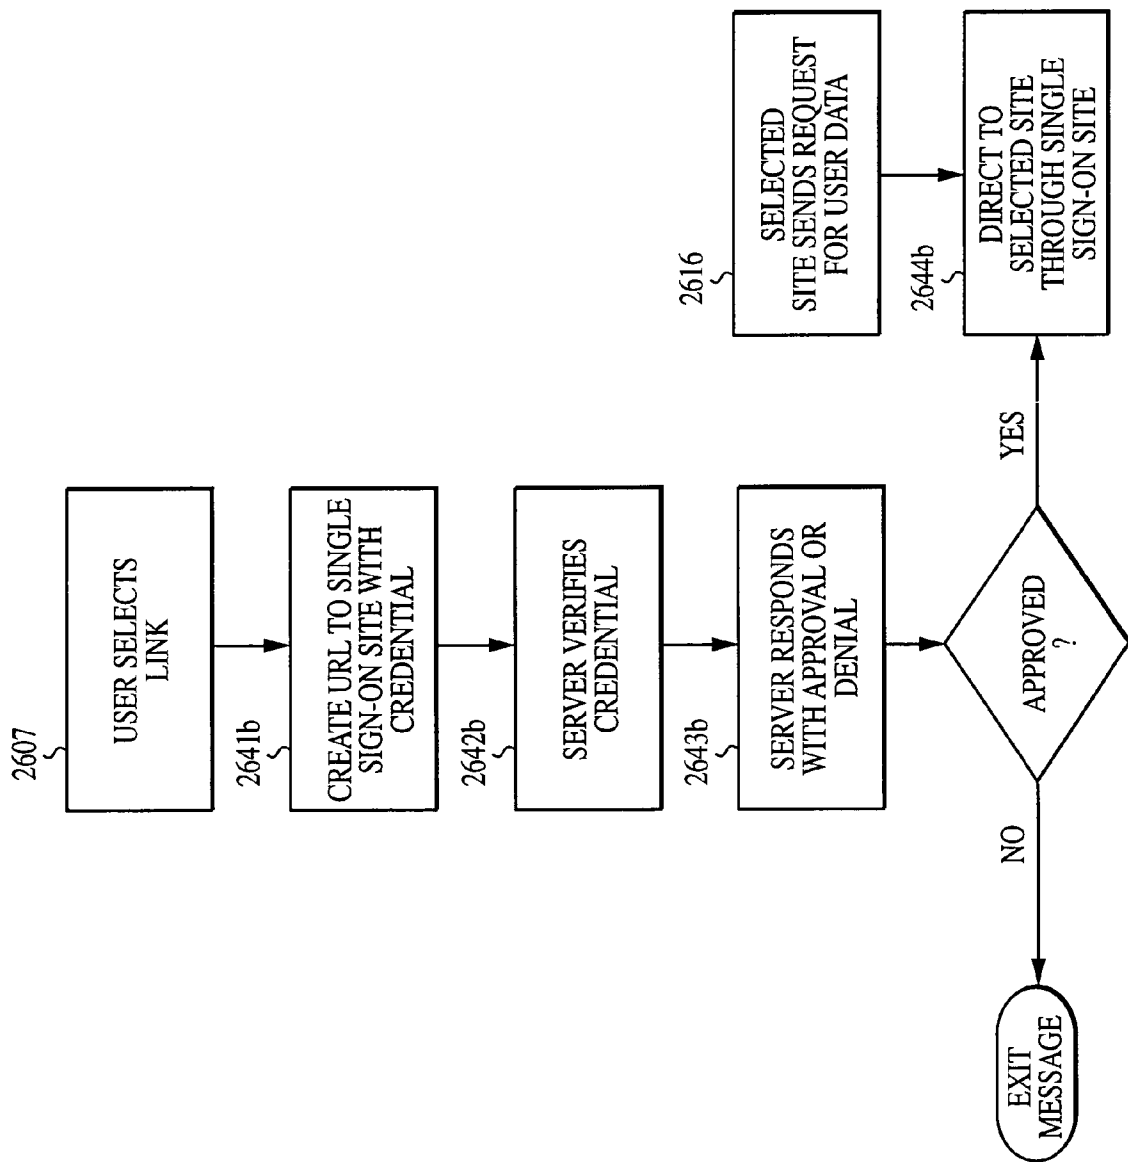 2607
USER SELECTS
LINK
2641b
CREATE URL TO SINGLE
SIGN-ON SITE WITH
CREDENTIAL
2642b
SERVER VERIFIES
CREDENTIAL
2643b
SERVER RESPONDS
WITH APPROVAL OR
DENIAL
APPROVED
?
NO
EXIT
MESSAGE
YES
2616
SELECTED
SITE SENDS REQUEST
FOR USER DATA
2644b
DIRECT TO
SELECTED SITE
THROUGH SINGLE
SIGN-ON SITE